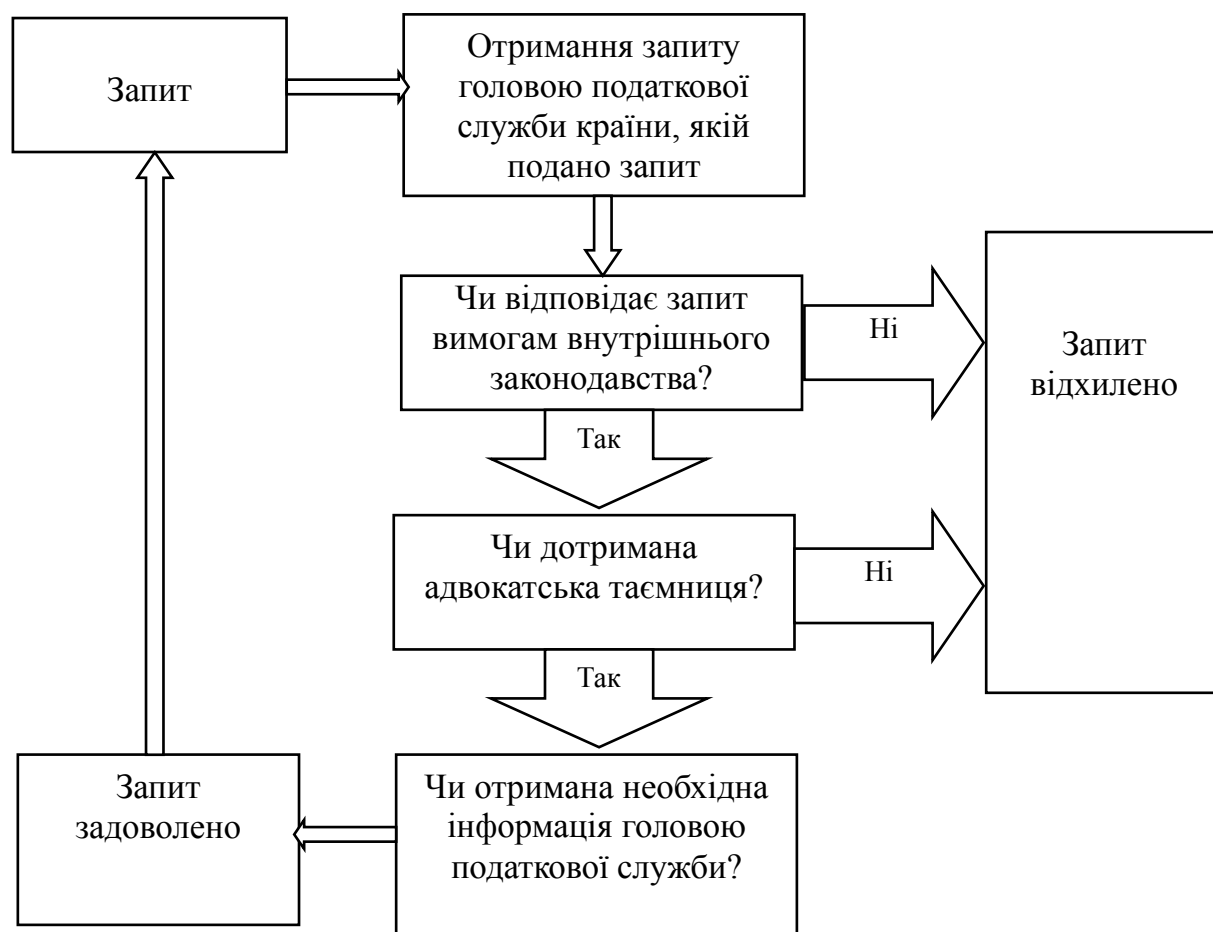 Запит
Отримання запиту
головою податкової
служби країни, якій
подано запит
Чи відповідає запит
вимогам внутрішнього
законодавства?
Ні
Запит
відхилено
Так
Чи дотримана
адвокатська таємниця?
Ні
Так
Чи отримана необхідна
інформація головою
податкової служби?
Запит
задоволено